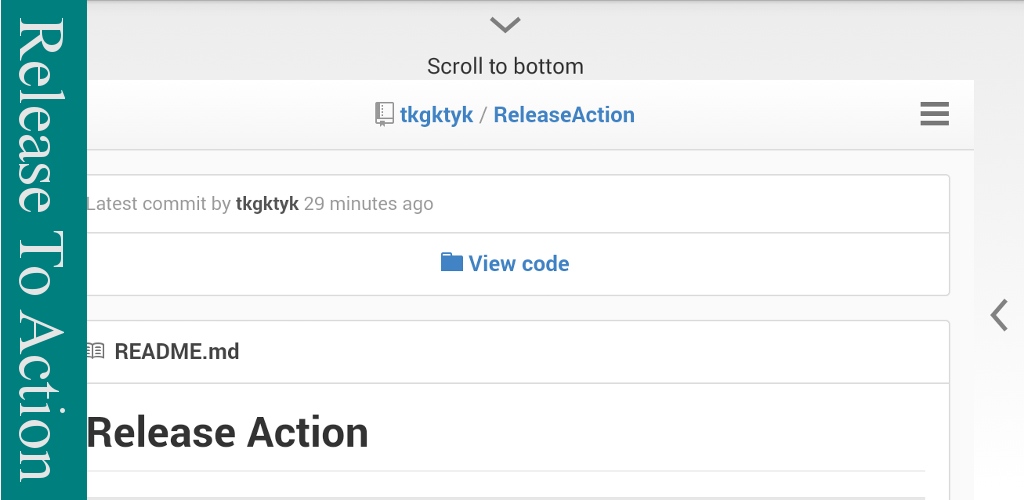 Release To Action
Scroll to bottom
tkgktyk / ReleaseAction
Latest commit by tkgktyk 29 minutes ago
View code
README.md
Release Action